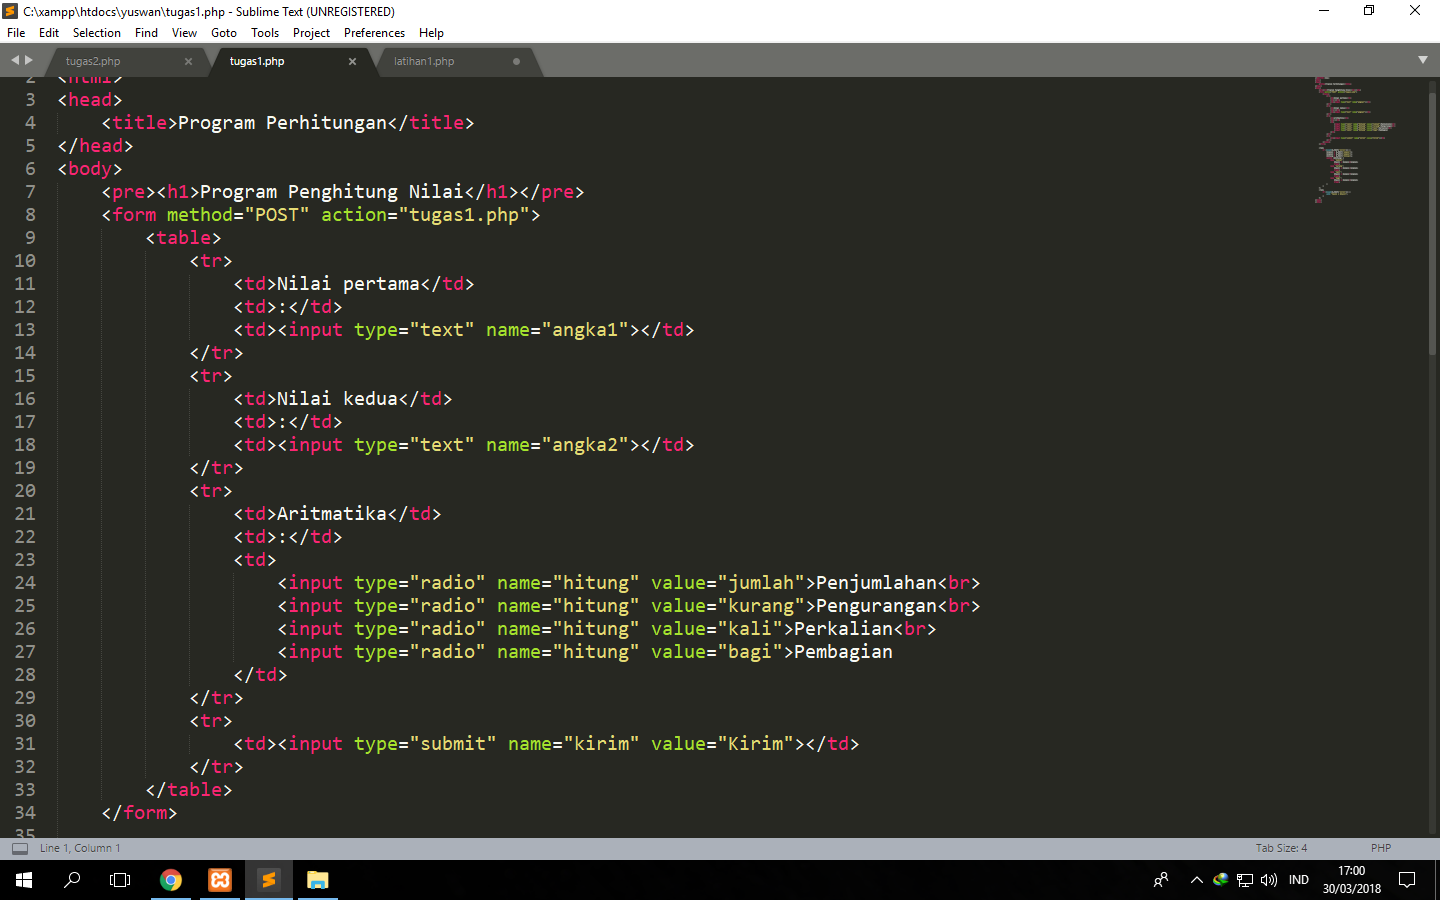 C:\xampp\htdocs\yuswan\tugas1.php - Sublime Text (UNREGISTERED)
File Edit Selection Find View Goto Tools Project Preferences Help
tugas2.php tugas1.php latihan1.php
2 <html>
3 <head>
4 <title>Program Perhitungan</title>
5 </head>
6 <body>
7 <pre><h1>Program Penghitung Nilai</h1></pre>
8 <form method="POST" action="tugas1.php">
9 <table>
10 <tr>
11 <td>Nilai pertama</td>
12 <td>:</td>
13 <td><input type="text" name="angka1"></td>
14 </tr>
15 <tr>
16 <td>Nilai kedua</td>
17 <td>:</td>
18 <td><input type="text" name="angka2"></td>
19 </tr>
20 <tr>
21 <td>Aritmatika</td>
22 <td>:</td>
23 <td>
24 <input type="radio" name="hitung" value="jumlah">Penjumlahan<br>
25 <input type="radio" name="hitung" value="kurang">Pengurangan<br>
26 <input type="radio" name="hitung" value="kali">Perkalian<br>
27 <input type="radio" name="hitung" value="bagi">Pembagian
28 </td>
29 </tr>
30 <tr>
31 <td><input type="submit" name="kirim" value="Kirim"></td>
32 </tr>
33 </table>
34 </form>
35
Line 1, Column 1 Tab Size: 4 PHP
IND 17:00
30/03/2018